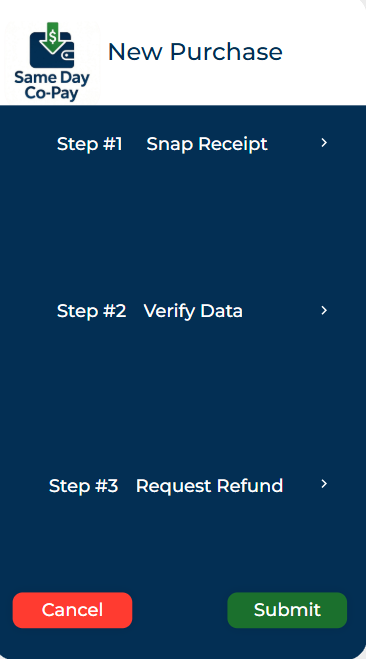 $
Same Day
Co-Pay
New Purchase
Step #1 Snap Receipt >
Step #2 Verify Data >
Step #3 Request Refund >
Cancel Submit